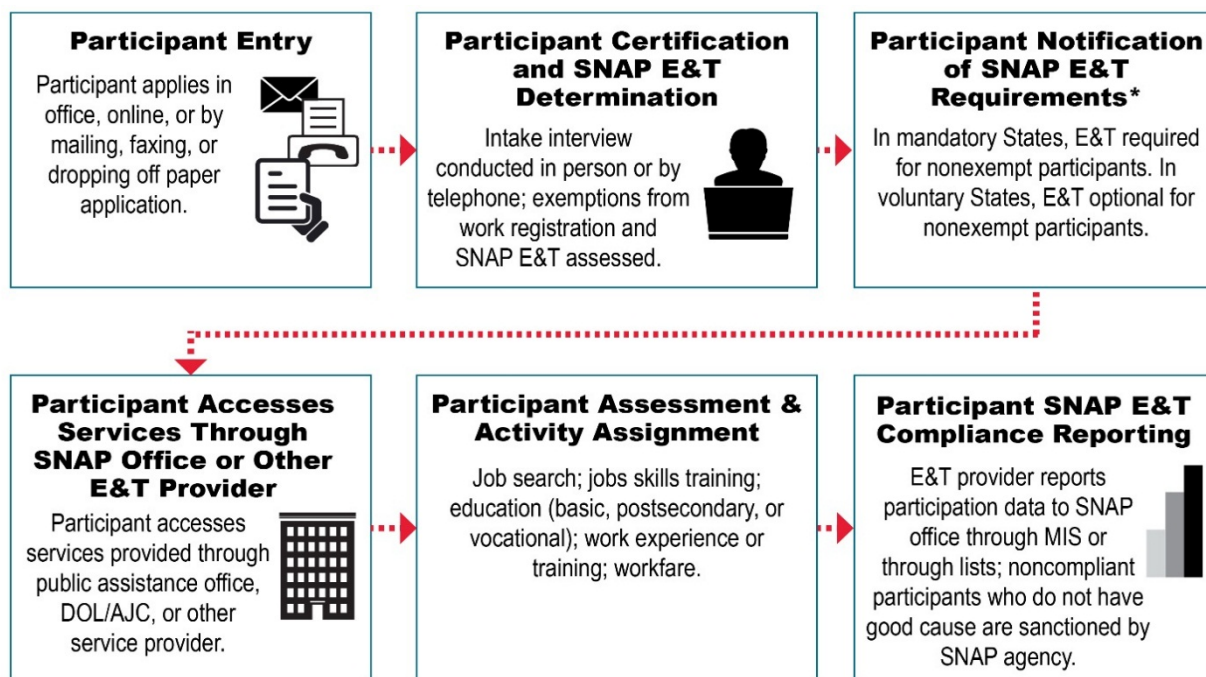 Participant Entry
Participant applies in
office, online, or by
mailing, faxing, or
dropping off paper
application.
Participant Certification
and SNAP E&T
Determination
Intake interview
conducted in person or by
telephone; exemptions from
work registration and
SNAP E&T assessed.
Participant Notification
of SNAP E&T
Requirements*
In mandatory States, E&T required
for nonexempt participants. In
voluntary States, E&T optional for
nonexempt participants.
Participant Accesses
Services Through
SNAP Office or Other
E&T Provider
Participant accesses
services provided through
public assistance office,
DOL/AJC, or other
service provider.
Participant Assessment &
Activity Assignment
Job search; jobs skills training;
education (basic, postsecondary, or
vocational); work experience or
training; workfare.
Participant SNAP E&T
Compliance Reporting
E&T provider reports
participation data to SNAP
office through MIS or
through lists; noncompliant
participants who do not have
good cause are sanctioned by
SNAP agency.